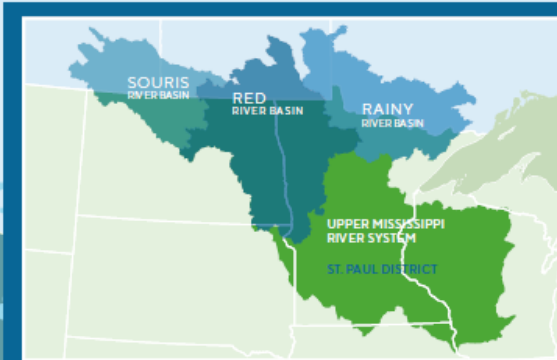 SOURIS
RIVER BASIN
RED
RIVER BASIN
RAINY
RIVER BASIN
UPPER MISSISSIPPI
RIVER SYSTEM
ST. PAUL DISTRICT